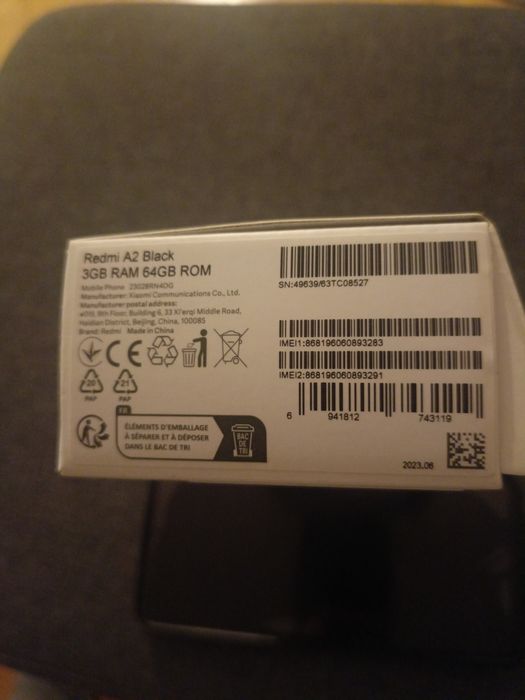 Redmi A2 Black
3GB RAM 64GB ROM
Mobile Phone 23028RN4DG
Manufacturer: Xiaomi Communications Co., Ltd.
Manufacturer postal address:
#019, 9th Floor, Building 6, 33 Xi'erqi Middle Road,
Haidian District, Beijing, China, 100085
Brand: Redmi Made in China
CE
20
PAP
21
PAP
FR
ÉLÉMENTS D'EMBALLAGE
À SÉPARER ET À DÉPOSER
DANS LE BAC DE TRI
BAC
DE
TRI
SN:49639/63TC08527
IMEI1:868196060893283
IMEI2:868196060893291
6 941812 743119
2023.06